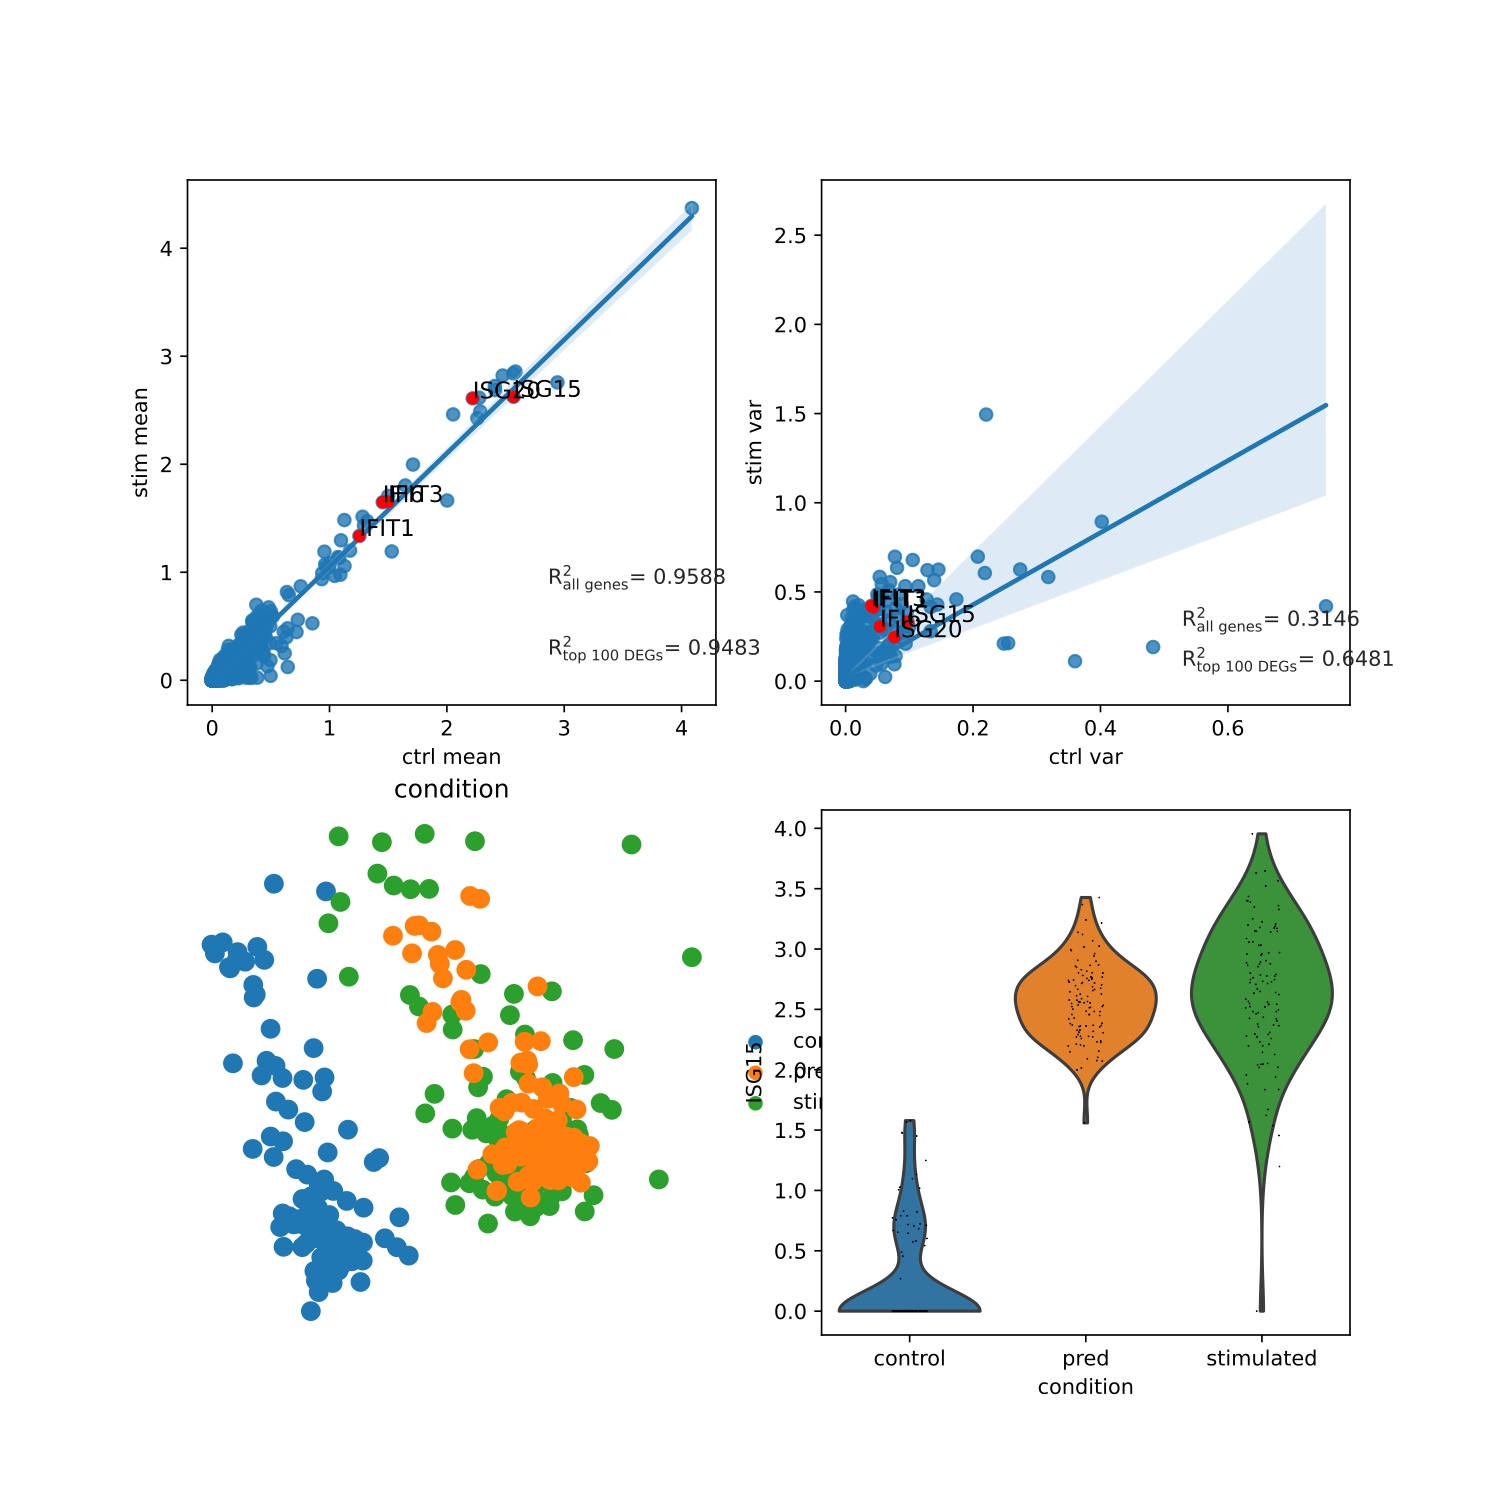 4
3
2
1
0
stim mean
ISG20
ISG15
IFI6
IFIT3
IFIT1
R2all genes= 0.9588
R2top 100 DEGs= 0.9483
0 1 2 3 4
ctrl mean
2.5
2.0
1.5
1.0
0.5
0.0
stim var
IFIT1
IFIT3
ISG15
IFI6
ISG20
R2all genes= 0.3146
R2top 100 DEGs= 0.6481
0.0 0.2 0.4 0.6
ctrl var
condition
4.0
3.5
3.0
2.5
2.0
1.5
1.0
0.5
0.0
ISG15
control pred stimulated
condition